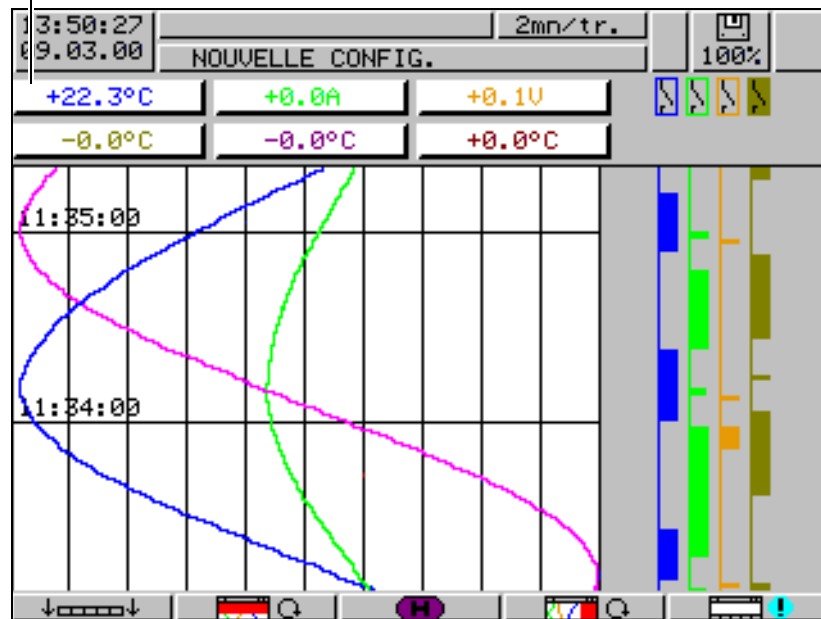 13:50:27 2mn/tr.
09.03.00 NOUVELLE CONFIG. 100%
+22.3°C +0.0A +0.1V
-0.0°C -0.0°C +0.0°C
11:35:00
11:34:00
H !